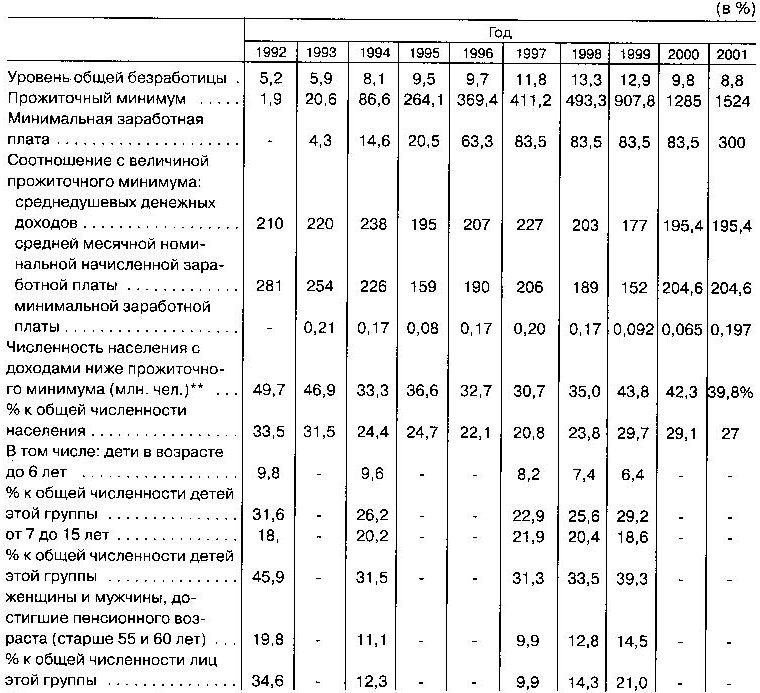 (в %)
Год
1992 1993 1994 1995 1996 1997 1998 1999 2000 2001
Уровень общей безработицы . 5,2 5,9 8,1 9,5 9,7 11,8 13,3 12,9 9,8 8,8
Прожиточный минимум ..... 1,9 20,6 86,6 264,1 369,4 411,2 493,3 907,8 1285 1524
Минимальная заработная
плата ..................... - 4,3 14,6 20,5 63,3 83,5 83,5 83,5 83,5 300
Соотношение с величиной
прожиточного минимума:
среднедушевых денежных
доходов ................. 210 220 238 195 207 227 203 177 195,4 195,4
средней месячной номи-
нальной начисленной зара-
ботной платы ............ 281 254 226 159 190 206 189 152 204,6 204,6
минимальной заработной
платы ................... - 0,21 0,17 0,08 0,17 0,20 0,17 0,092 0,065 0,197
Численность населения с
доходами ниже прожиточно-
го минимума (млн. чел.)** ... 49,7 46,9 33,3 36,6 32,7 30,7 35,0 43,8 42,3 39,8%
% к общей численности
населения ................. 33,5 31,5 24,4 24,7 22,1 20,8 23,8 29,7 29,1 27
В том числе: дети в возрасте
до 6 лет .................. 9,8 - 9,6 - - 8,2 7,4 6,4 - -
% к общей численности детей
этой группы ............... 31,6 - 26,2 - - 22,9 25,6 29,2 - -
от 7 до 15 лет ............. 18, - 20,2 - - 21,9 20,4 18,6 - -
% к общей численности детей
этой группы ............... 45,9 - 31,5 - - 31,3 33,5 39,3 - -
женщины и мужчины, до-
стигшие пенсионного воз-
раста (старше 55 и 60 лет) ... 19,8 - 11,1 - - 9,9 12,8 14,5 - -
% к общей численности лиц
этой группы ............... 34,6 - 12,3 - - 9,9 14,3 21,0 - -